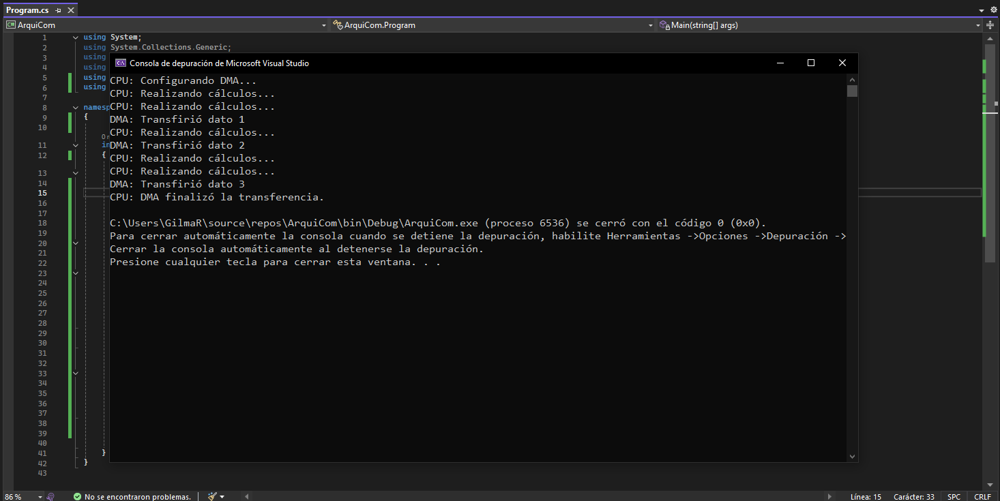 Program.cs
C# ArquiCom
ArquiCom.Program
Main(string[] args)
1 using System;
2 using System.Collections.Generic;
3 using
4 using
5 using
6 using
7
8 namesp
9 {
10
11 in
12 {
13
14
15
16
17
18
19
20
21
22
23
24
25
26
27
28
29
30
31
32
33
34
35
36
37
38
39
40
41 }
42 }
43
Consola de depuración de Microsoft Visual Studio
CPU: Configurando DMA...
CPU: Realizando cálculos...
CPU: Realizando cálculos...
DMA: Transfirió dato 1
CPU: Realizando cálculos...
DMA: Transfirió dato 2
CPU: Realizando cálculos...
CPU: Realizando cálculos...
DMA: Transfirió dato 3
CPU: DMA finalizó la transferencia.
C:\Users\GilmaR\source\repos\ArquiCom\bin\Debug\ArquiCom.exe (proceso 6536) se cerró con el código 0 (0x0).
Para cerrar automáticamente la consola cuando se detiene la depuración, habilite Herramientas ->Opciones ->Depuración ->
Cerrar la consola automáticamente al detenerse la depuración.
Presione cualquier tecla para cerrar esta ventana. . .
86 % No se encontraron problemas. Línea: 15 Carácter: 33 SPC CRLF